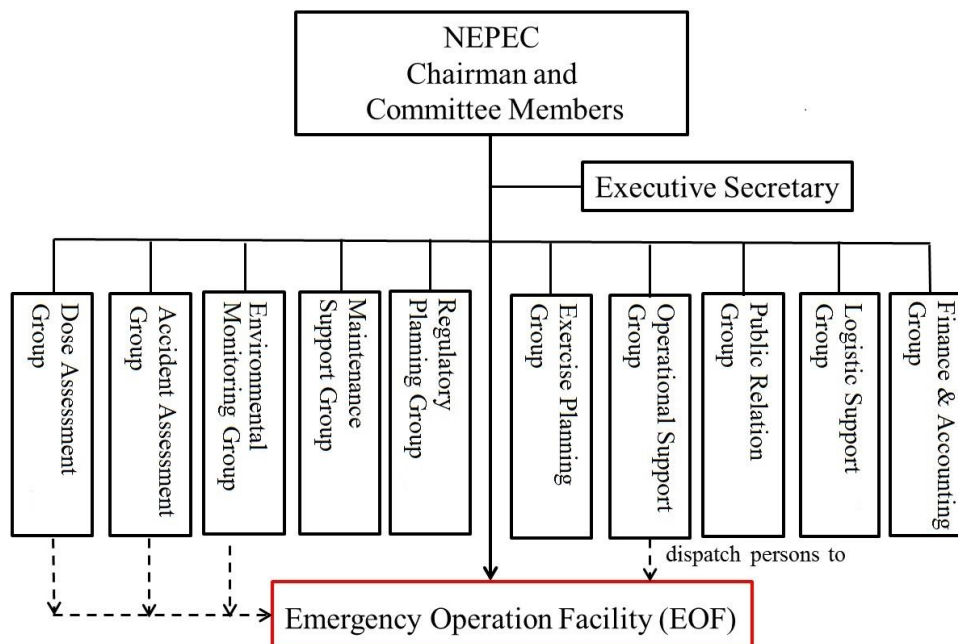 NEPEC
Chairman and
Committee Members
Executive Secretary
Dose Assessment
Group
Accident Assessment
Group
Environmental
Monitoring Group
Maintenance
Support Group
Regulatory
Planning Group
Exercise Planning
Group
Operational Support
Group
Public Relation
Group
Logistic Support
Group
Finance & Accounting
Group
dispatch persons to
Emergency Operation Facility (EOF)